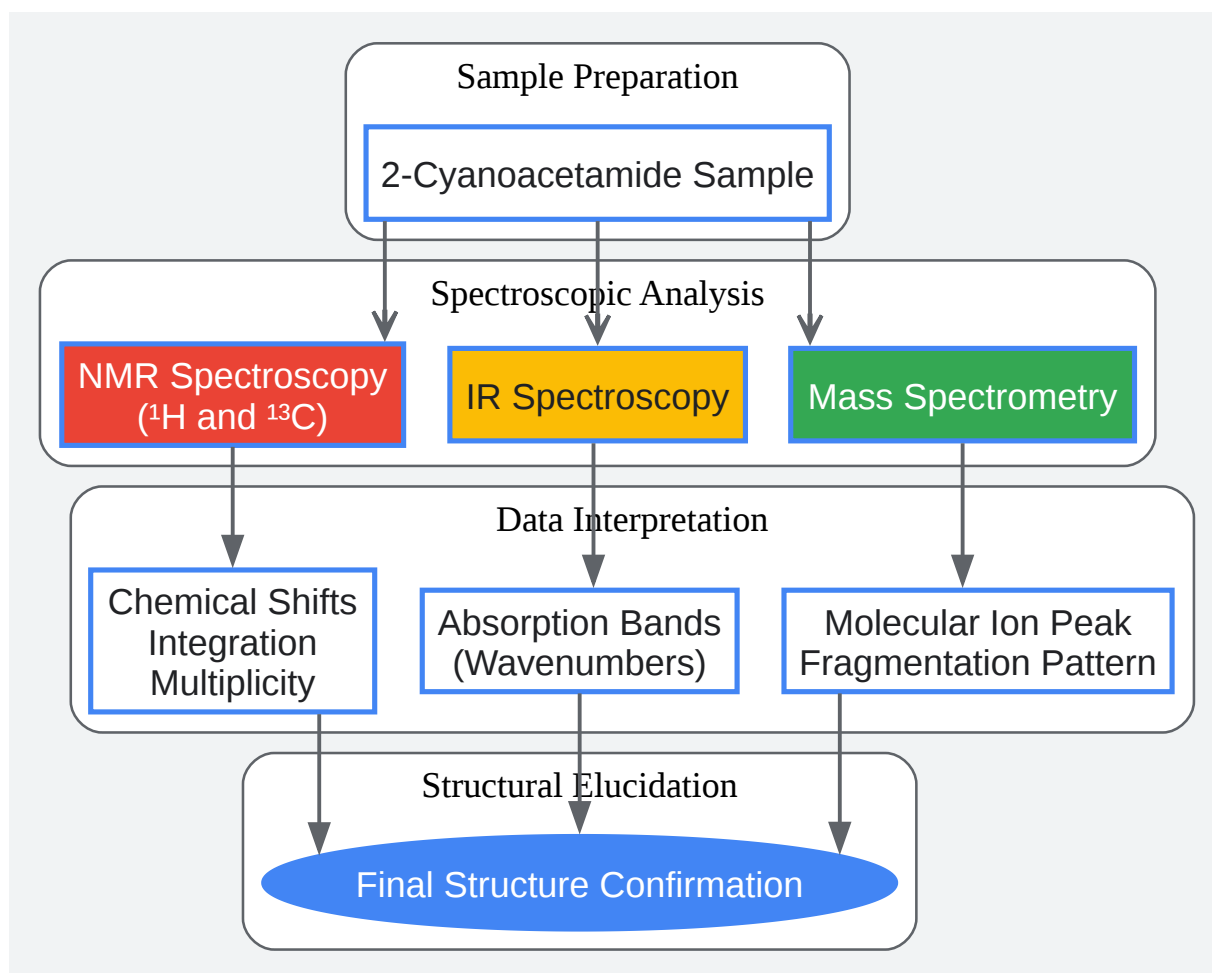 Sample Preparation
2-Cyanoacetamide Sample
Spectroscopic Analysis
NMR Spectroscopy
(¹H and ¹³C)
IR Spectroscopy
Mass Spectrometry
Data Interpretation
Chemical Shifts
Integration
Multiplicity
Absorption Bands
(Wavenumbers)
Molecular Ion Peak
Fragmentation Pattern
Structural Elucidation
Final Structure Confirmation